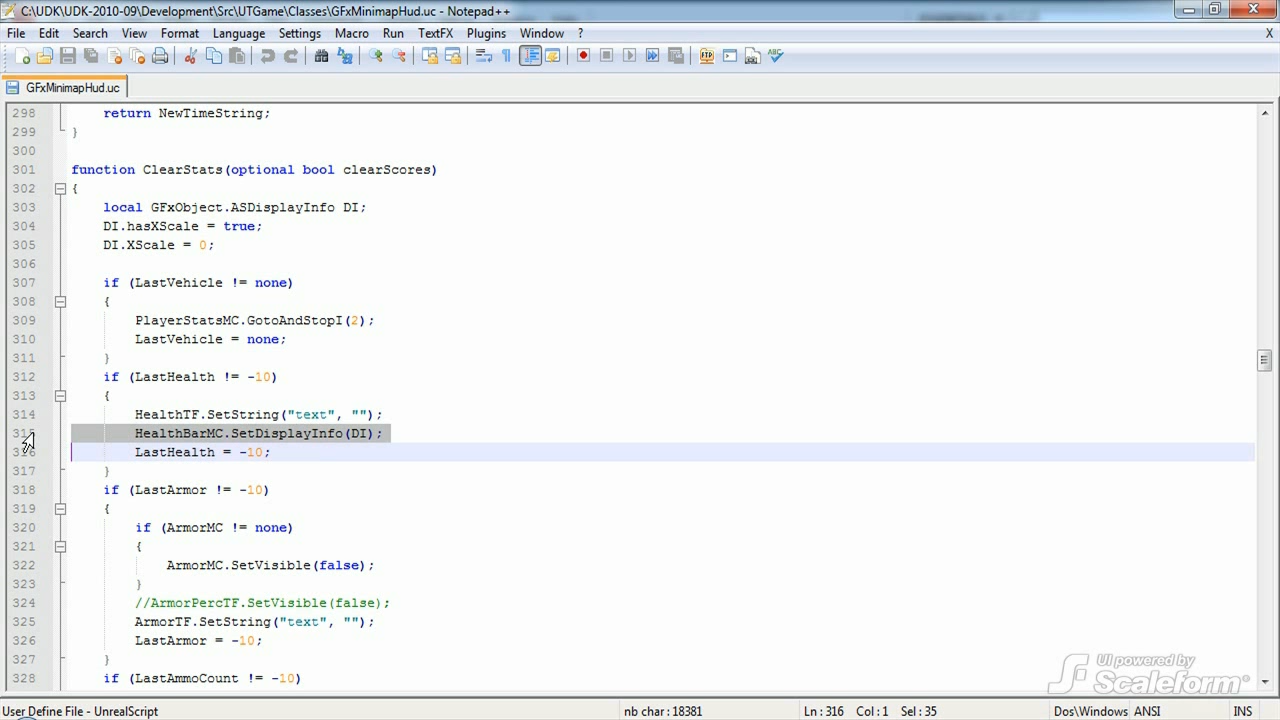 C:\UDK-2010-09\Development\Src\UTGame\Classes\GFxMinimapHud.uc - Notepad++
File Edit Search View Format Language Settings Macro Run TextFX Plugins Window ? X
GFxMinimapHud.uc
298 return NewTimeString;
299 }
300
301 function ClearStats(optional bool clearScores)
302 {
303 local GFxObject.ASDisplayInfo DI;
304 DI.hasXScale = true;
305 DI.XScale = 0;
306
307 if (LastVehicle != none)
308 {
309 PlayerStatsMC.GotoAndStopI(2);
310 LastVehicle = none;
311 }
312 if (LastHealth != -10)
313 {
314 HealthTF.SetString("text", "");
315 HealthBarMC.SetDisplayInfo(DI);
316 LastHealth = -10;
317 }
318 if (LastArmor != -10)
319 {
320 if (ArmorMC != none)
321 {
322 ArmorMC.SetVisible(false);
323 }
324 //ArmorPercTF.SetVisible(false);
325 ArmorTF.SetString("text", "");
326 LastArmor = -10;
327 }
328 if (LastAmmoCount != -10)
UI powered by
Scaleform
User Define File - UnrealScript nb char : 18381 Ln : 316 Col : 1 Sel : 35 Dos\Windows ANSI INS